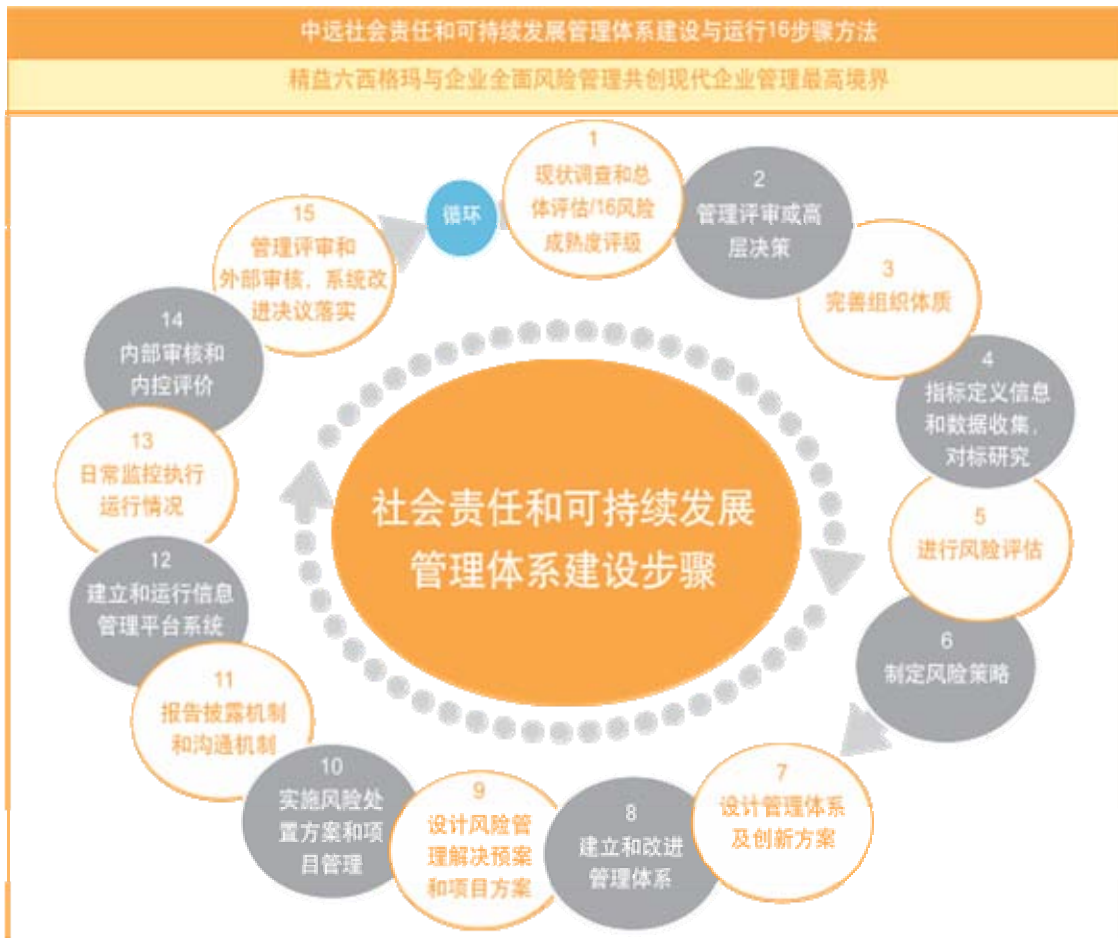 中远社会责任和可持续发展管理体系建设与运行16步骤方法
精益六西格玛与企业全面风险管理共创现代企业管理最高境界
循环
1
现状调查和总
体评估/16风险
成熟度评级
2
管理评审或高
层决策
3
完善组织体质
4
指标定义信息
和数据收集，
对标研究
5
进行风险评估
6
制定风险策略
7
设计管理体系
及创新方案
8
建立和改进
管理体系
9
设计风险管
理解决预案
和项目方案
10
实施风险处
置方案和项
目管理
11
报告披露机制
和沟通机制
12
建立和运行信息
管理平台系统
13
日常监控执行
运行情况
14
内部审核和
内控评价
15
管理评审和
外部审核、系统改
进决议落实
社会责任和可持续发展
管理体系建设步骤